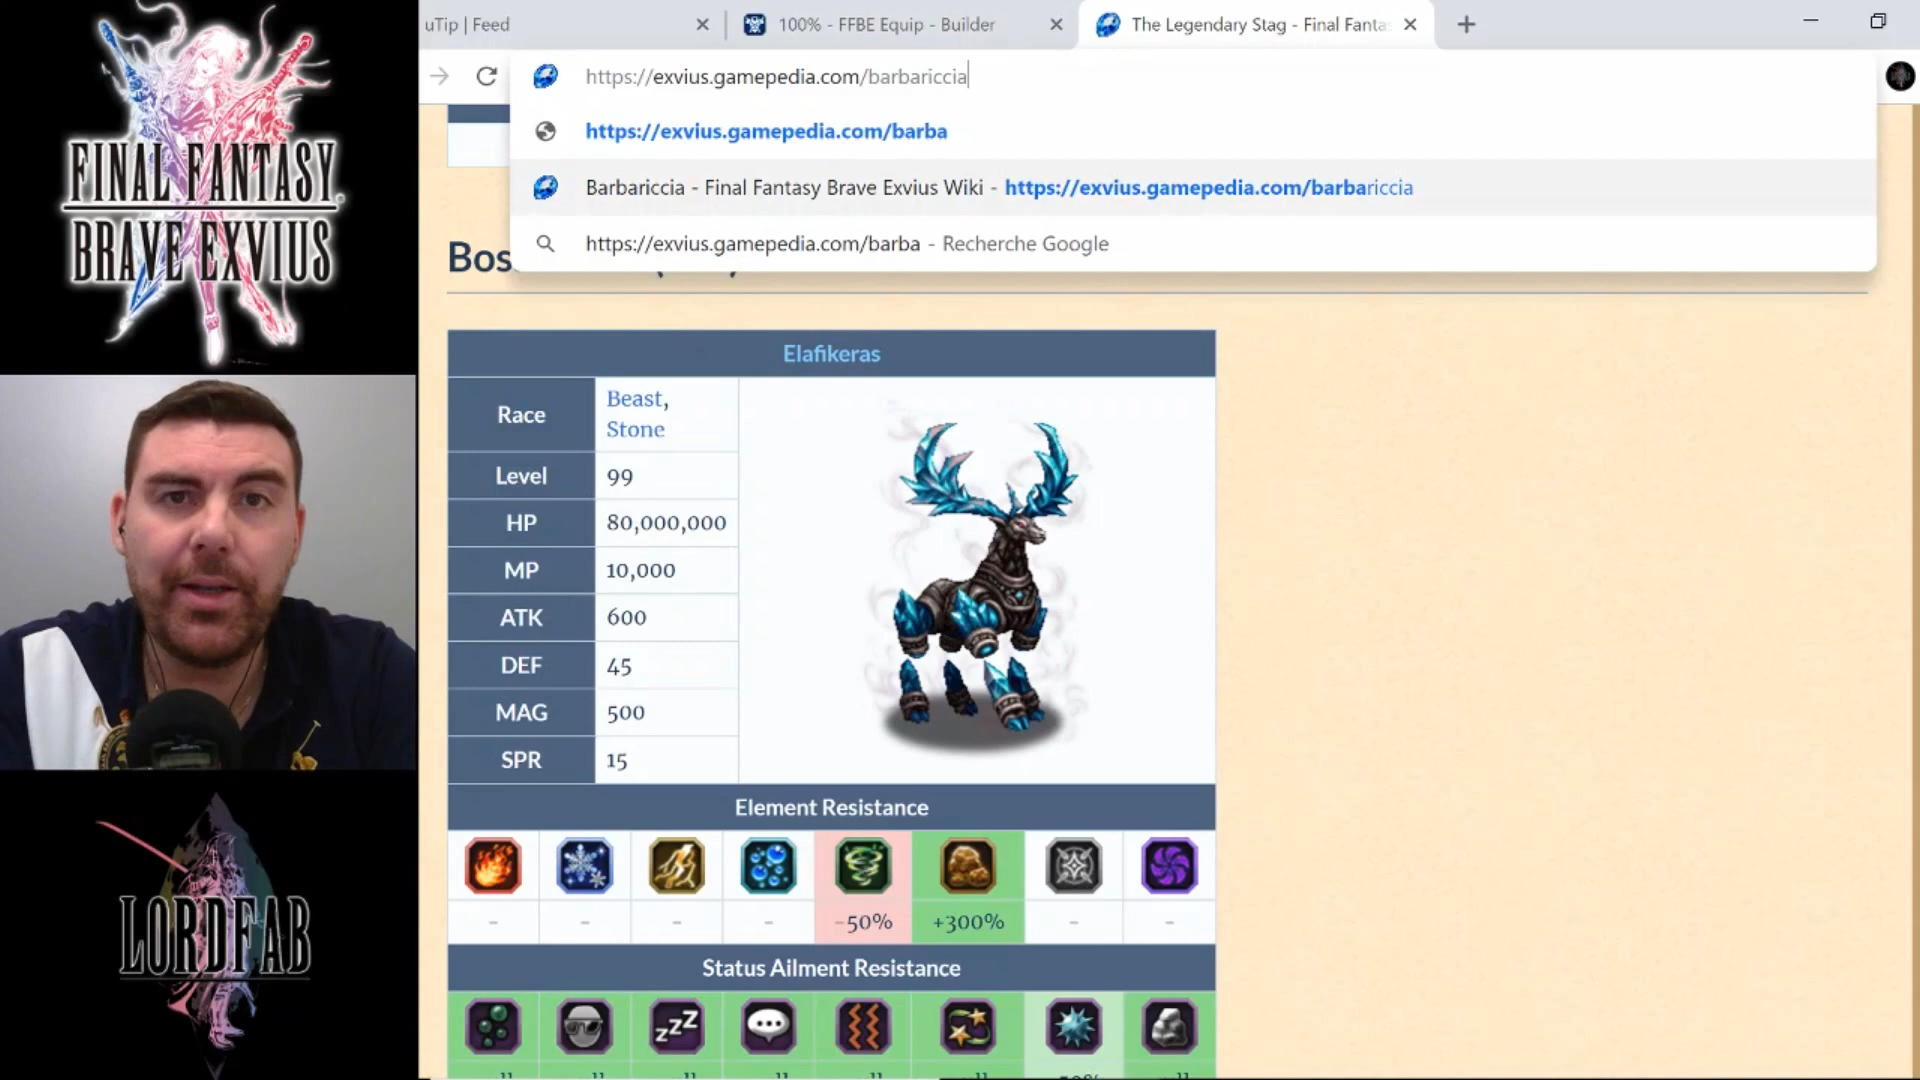 FINAL FANTASY
BRAVE EXVIUS
LORDFAB
uTip | Feed
100% - FFBE Equip - Builder
The Legendary Stag - Final Fanta
https://exvius.gamepedia.com/barbariccia
https://exvius.gamepedia.com/barba
Barbariccia - Final Fantasy Brave Exvius Wiki - https://exvius.gamepedia.com/barbariccia
https://exvius.gamepedia.com/barba - Recherche Google
Elafikeras
Race
Beast,
Stone
Level 99
HP 80,000,000
MP 10,000
ATK 600
DEF 45
MAG 500
SPR 15
Element Resistance
- - - - -50% +300% - -
Status Ailment Resistance